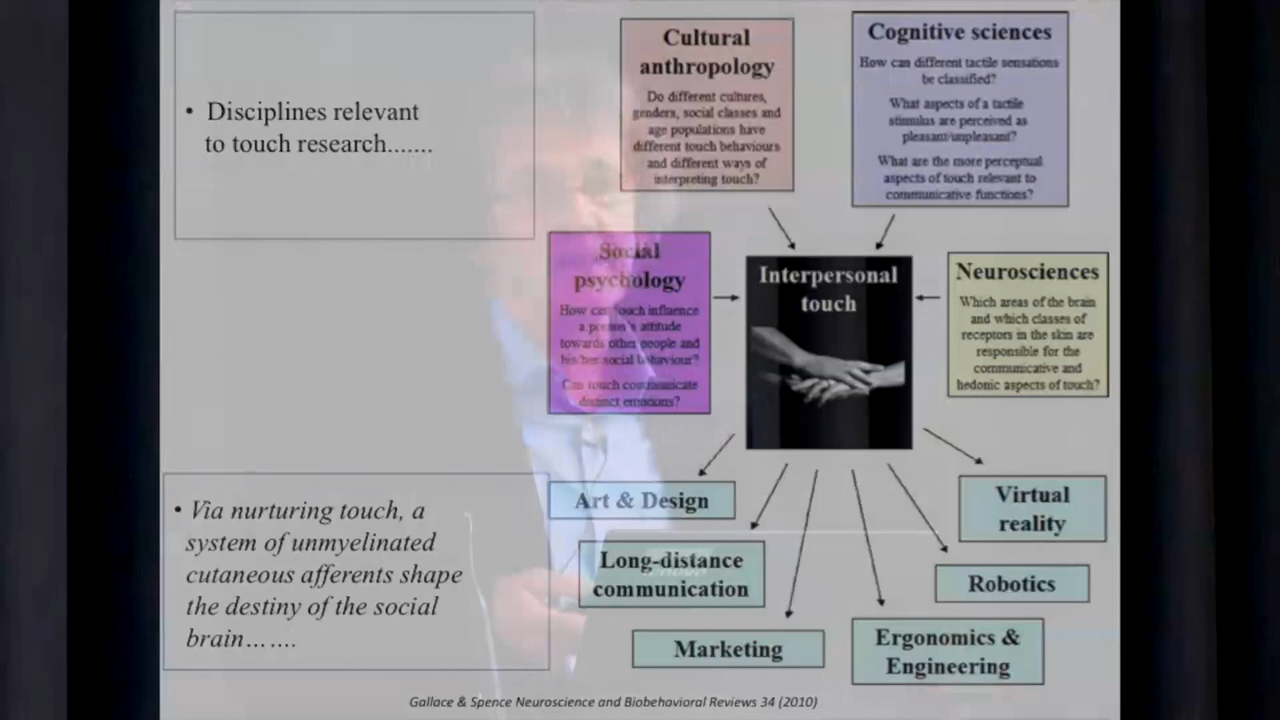 • Disciplines relevant
to touch research.......
Cultural
anthropology
Do different cultures,
genders, social classes and
age populations have
different touch behaviours
and different ways of
interpreting touch?
Cognitive sciences
How can different tactile sensations
be classified?
What aspects of a tactile
stimulus are perceived as
pleasant/unpleasant?
What are the more perceptual
aspects of touch relevant to
communicative functions?
Social
psychology
How can touch influence
a person's attitude
towards other people and
his/her social behaviour?
Can touch communicate
distinct emotions?
Interpersonal
touch
Neurosciences
Which areas of the brain
and which classes of
receptors in the skin are
responsible for the
communicative and
hedonic aspects of touch?
• Via nurturing touch, a
system of unmyelinated
cutaneous afferents shape
the destiny of the social
brain.......
Art & Design
Long-distance
communication
Marketing
Ergonomics &
Engineering
Robotics
Virtual
reality
Gallace & Spence Neuroscience and Biobehavioral Reviews 34 (2010)